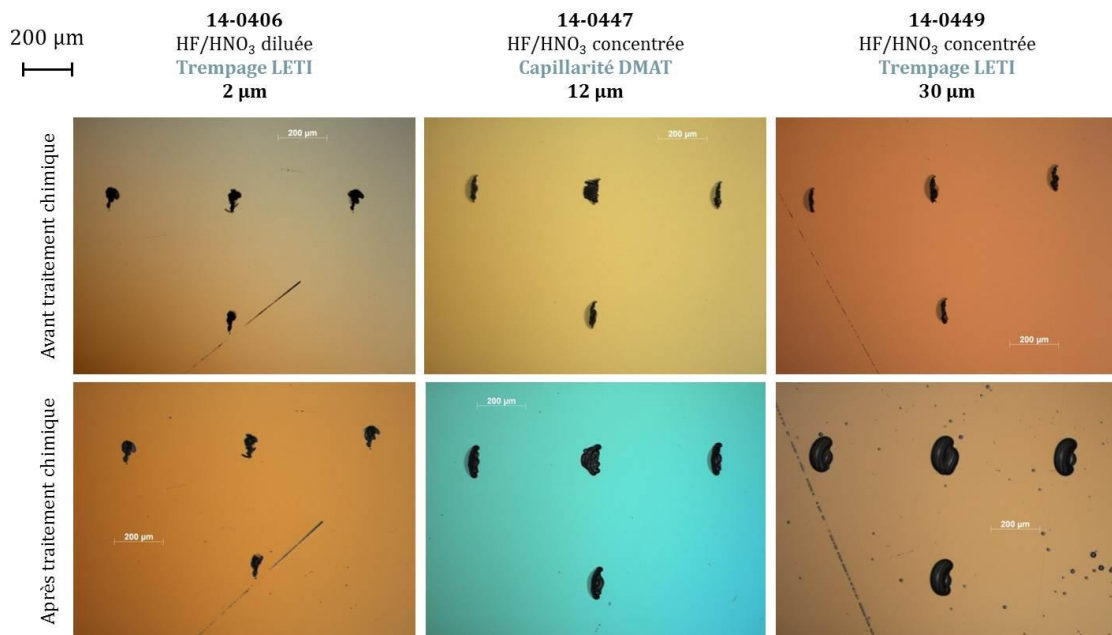 200 µm
14-0406
HF/HNO₃ diluée
Trempage LETI
2 µm
14-0447
HF/HNO₃ concentrée
Capillarité DMAT
12 µm
14-0449
HF/HNO₃ concentrée
Trempage LETI
30 µm
Avant traitement chimique
200 µm
200 µm
200 µm
Après traitement chimique
200 µm
200 µm
200 µm